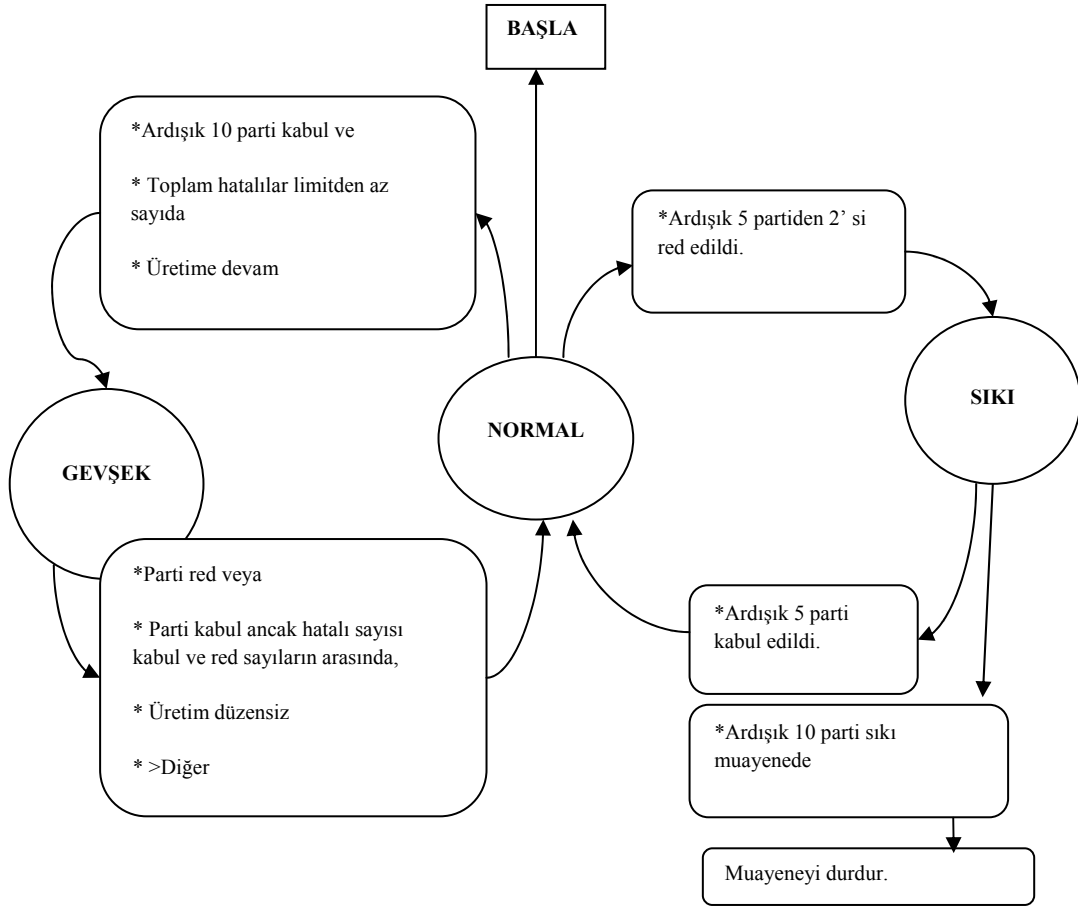 BAŞLA
*Ardışık 10 parti kabul ve
* Toplam hatalılar limitden az
sayıda
* Üretime devam
*Ardışık 5 partiden 2’ si
red edildi.
SIKI
NORMAL
GEVŞEK
*Parti red veya
* Parti kabul ancak hatalı sayısı
kabul ve red sayıların arasında,
* Üretim düzensiz
* >Diğer
*Ardışık 5 parti
kabul edildi.
*Ardışık 10 parti sıkı
muayenede
Muayeneyi durdur.